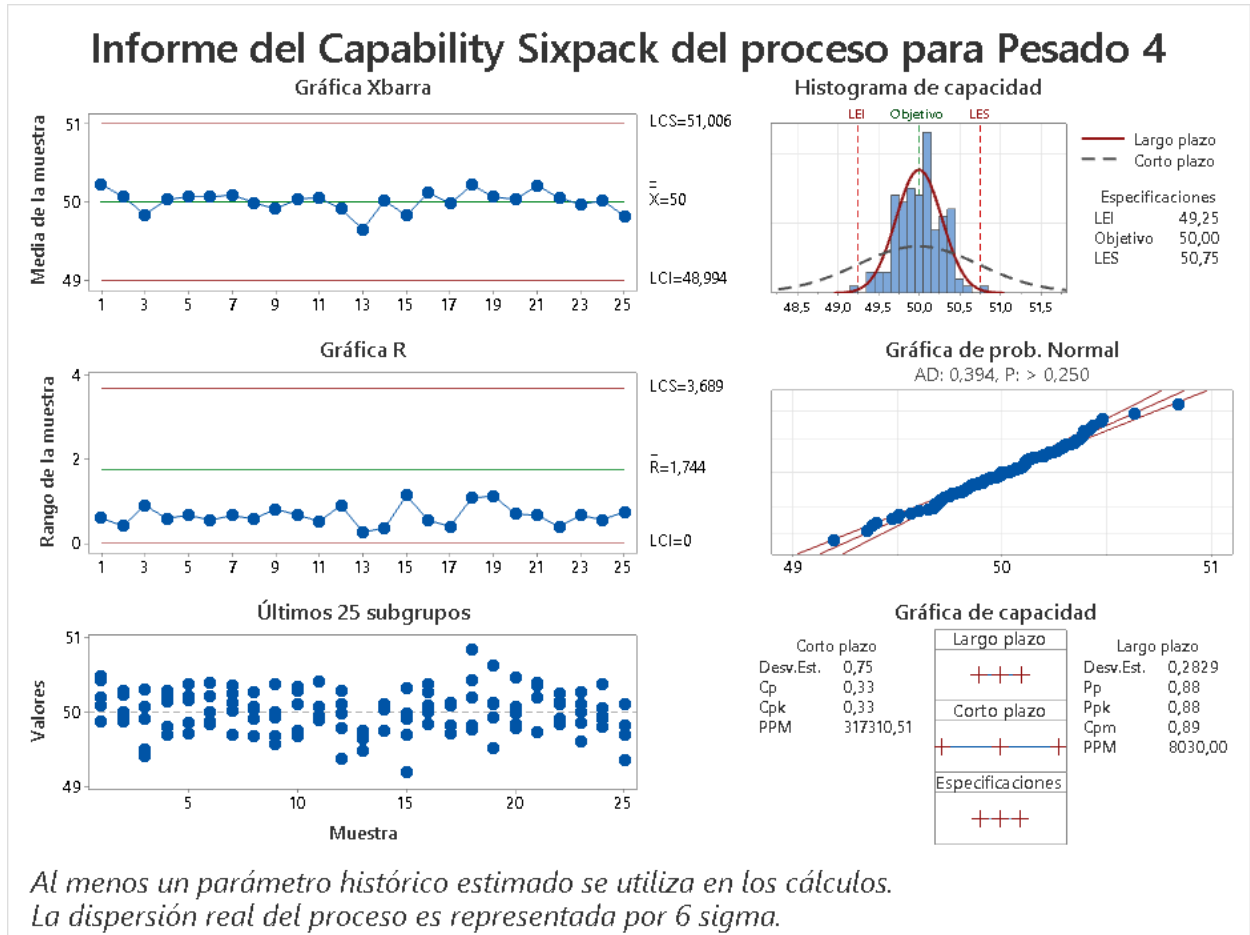 Informe del Capability Sixpack del proceso para Pesado 4
Gráfica Xbarra
Media de la muestra
51
50
49
1 3 5 7 9 11 13 15 17 19 21 23 25
LCS=51,006
X=50
LCI=48,994
Gráfica R
Rango de la muestra
4
2
0
1 3 5 7 9 11 13 15 17 19 21 23 25
LCS=3,689
R=1,744
LCI=0
Últimos 25 subgrupos
Valores
51
50
49
5 10 15 20 25
Muestra
Histograma de capacidad
LEI Objetivo LES
48,5 49,0 49,5 50,0 50,5 51,0 51,5
Largo plazo
Corto plazo
Especificaciones
LEI 49,25
Objetivo 50,00
LES 50,75
Gráfica de prob. Normal
AD: 0,394, P: > 0,250
49 50 51
Gráfica de capacidad
Corto plazo
Desv.Est. 0,75
Cp 0,33
Cpk 0,33
PPM 317310,51
Largo plazo
Corto plazo
Especificaciones
Largo plazo
Desv.Est. 0,2829
Pp 0,88
Ppk 0,88
Cpm 0,89
PPM 8030,00
Al menos un parámetro histórico estimado se utiliza en los cálculos.
La dispersión real del proceso es representada por 6 sigma.